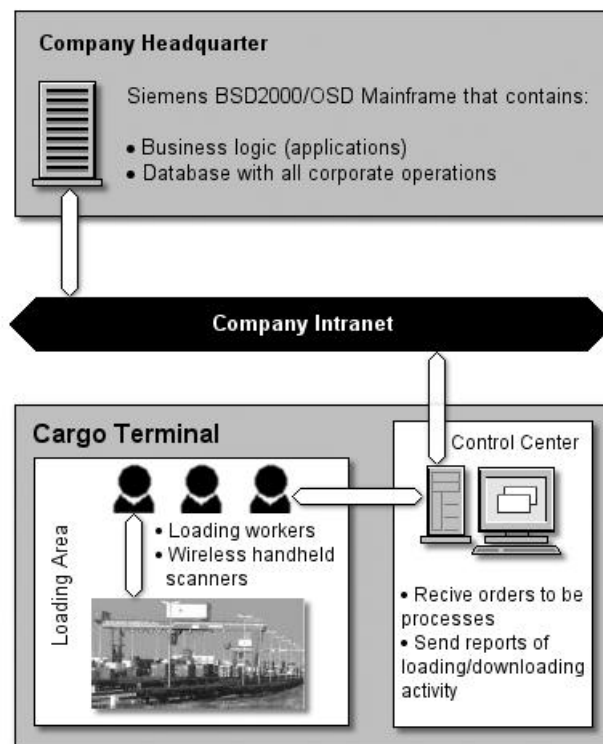 Company Headquarter
Siemens BSD2000/OSD Mainframe that contains:
• Business logic (applications)
• Database with all corporate operations
Company Intranet
Cargo Terminal
Loading Area
• Loading workers
• Wireless handheld
scanners
Control Center
• Recive orders to be
processes
• Send reports of
loading/downloading
activity